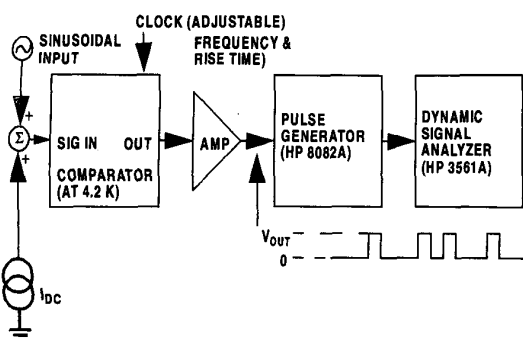 CLOCK (ADJUSTABLE)
FREQUENCY &
RISE TIME)
SINUSOIDAL
INPUT
+
Σ
+
SIG IN OUT
COMPARATOR
(AT 4.2 K)
AMP
PULSE
GENERATOR
(HP 8082A)
DYNAMIC
SIGNAL
ANALYZER
(HP 3561A)
VOUT
0
IDC